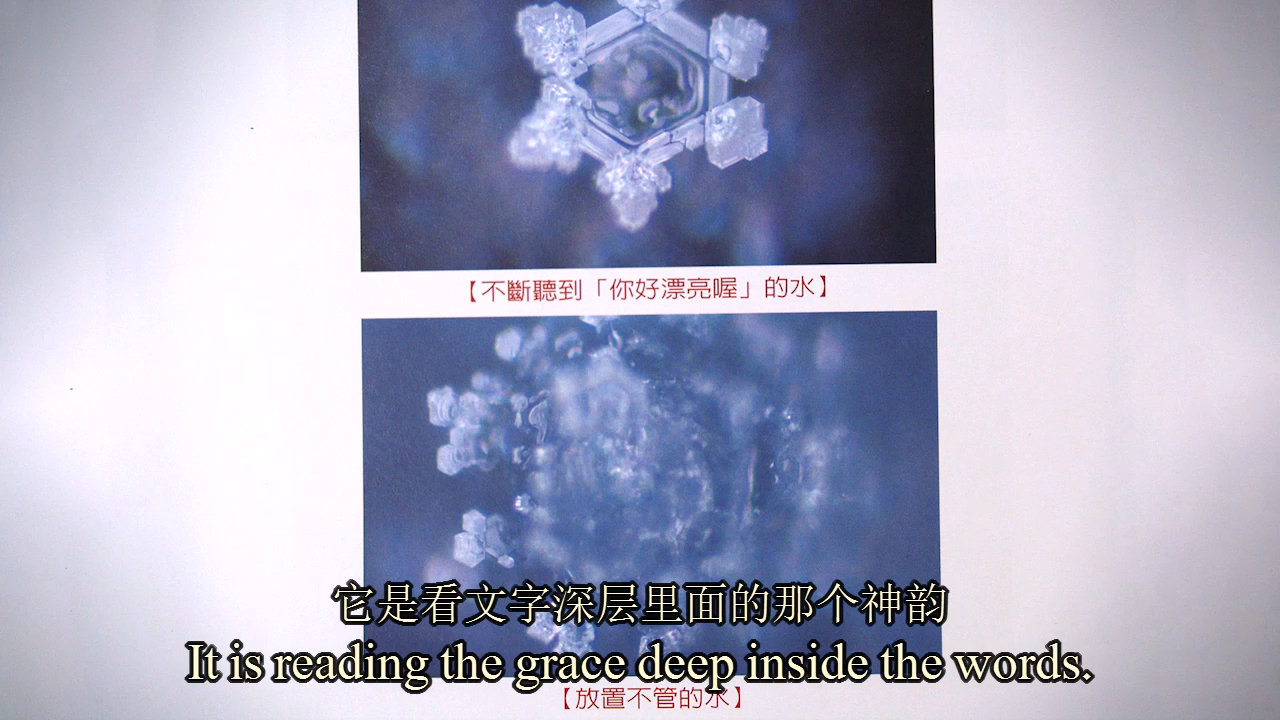 【不斷聽到「你好漂亮喔」的水】
它是看文字深层里面的那个神韵
It is reading the grace deep inside the words.
【放置不管的水】